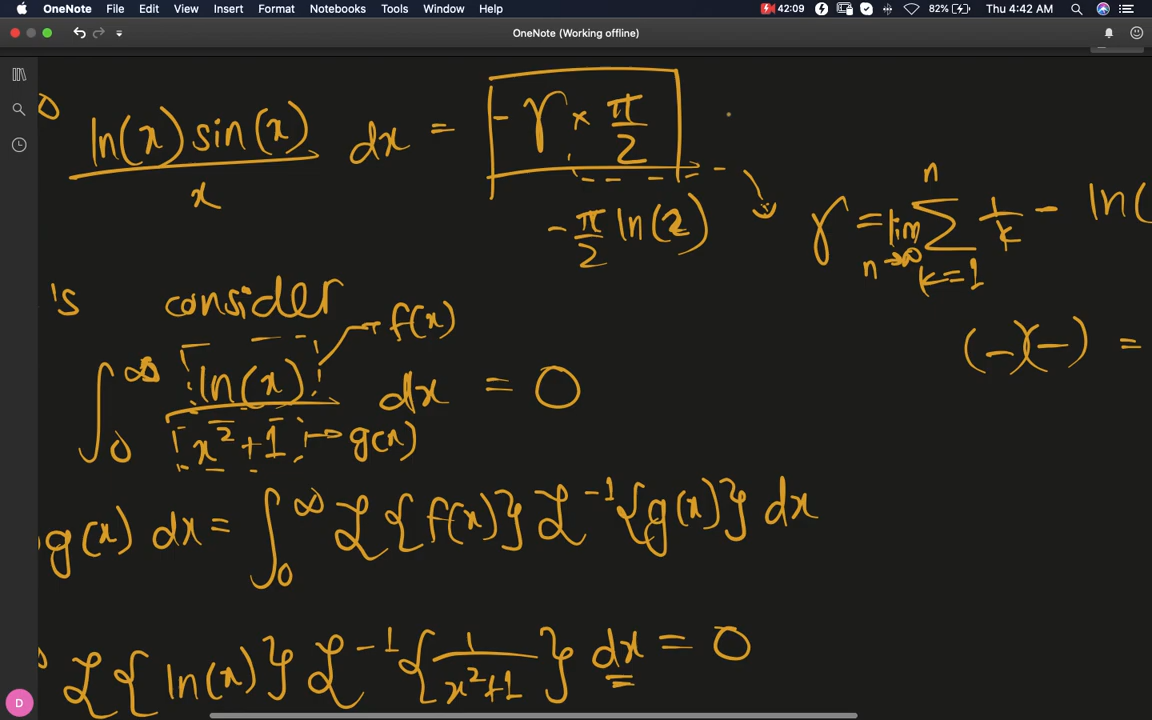 OneNote File Edit View Insert Format Notebooks Tools Window Help 42:09 82% Thu 4:42 AM
OneNote (Working offline)
∞ ln(x) sin(x) / x dx = - γ × π/2
- π/2 ln(2)
γ = lim n→∞ ∑ k=1 n 1/k - ln(
's consider
f(x)
(-)(-) =
∫ 0 ∞ ln(x) / x²+1 dx = 0
g(x)
g(x) dx = ∫ 0 ∞ ℒ{f(x)} ℒ⁻¹{g(x)} dx
ℒ{ln(x)} ℒ⁻¹{1/x²+1} dx = 0
D